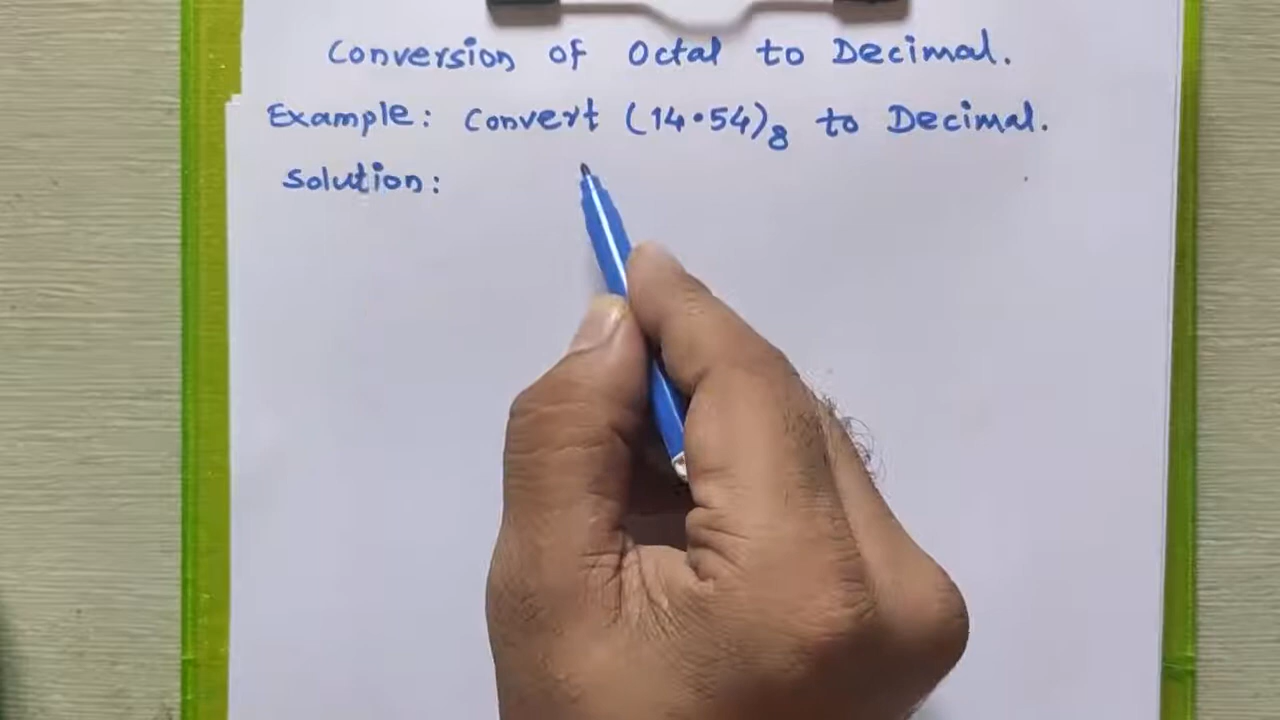 Conversion of Octal to Decimal.
Example: Convert (14.54)₈ to Decimal.
Solution: